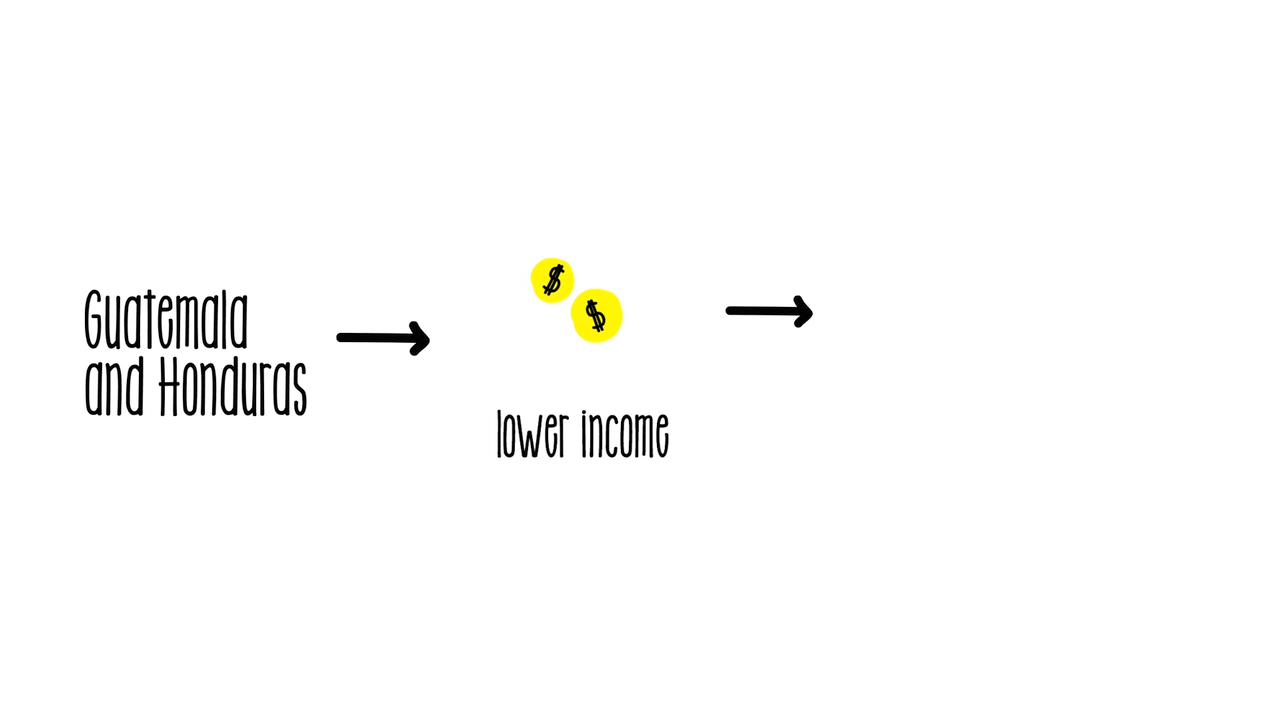 Guatemala
and Honduras
$
$
lower income